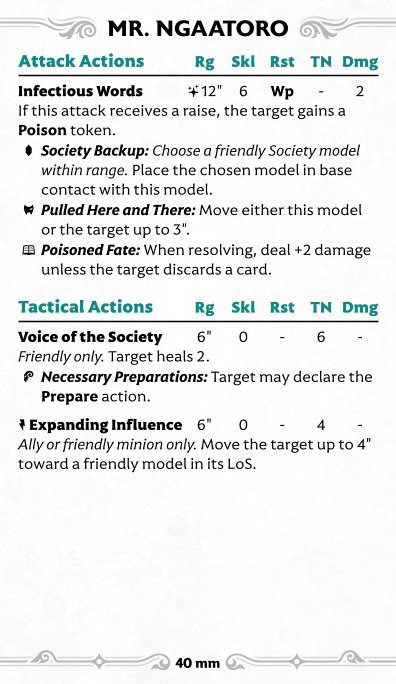 MR. NGAATORO
Attack Actions Rg Skl Rst TN Dmg
Infectious Words 12" 6 Wp - 2
If this attack receives a raise, the target gains a
Poison token.
Society Backup: Choose a friendly Society model
within range. Place the chosen model in base
contact with this model.
Pulled Here and There: Move either this model
or the target up to 3".
Poisoned Fate: When resolving, deal +2 damage
unless the target discards a card.
Tactical Actions Rg Skl Rst TN Dmg
Voice of the Society 6" 0 - 6 -
Friendly only. Target heals 2.
Necessary Preparations: Target may declare the
Prepare action.
Expanding Influence 6" 0 - 4 -
Ally or friendly minion only. Move the target up to 4"
toward a friendly model in its LoS.
40 mm